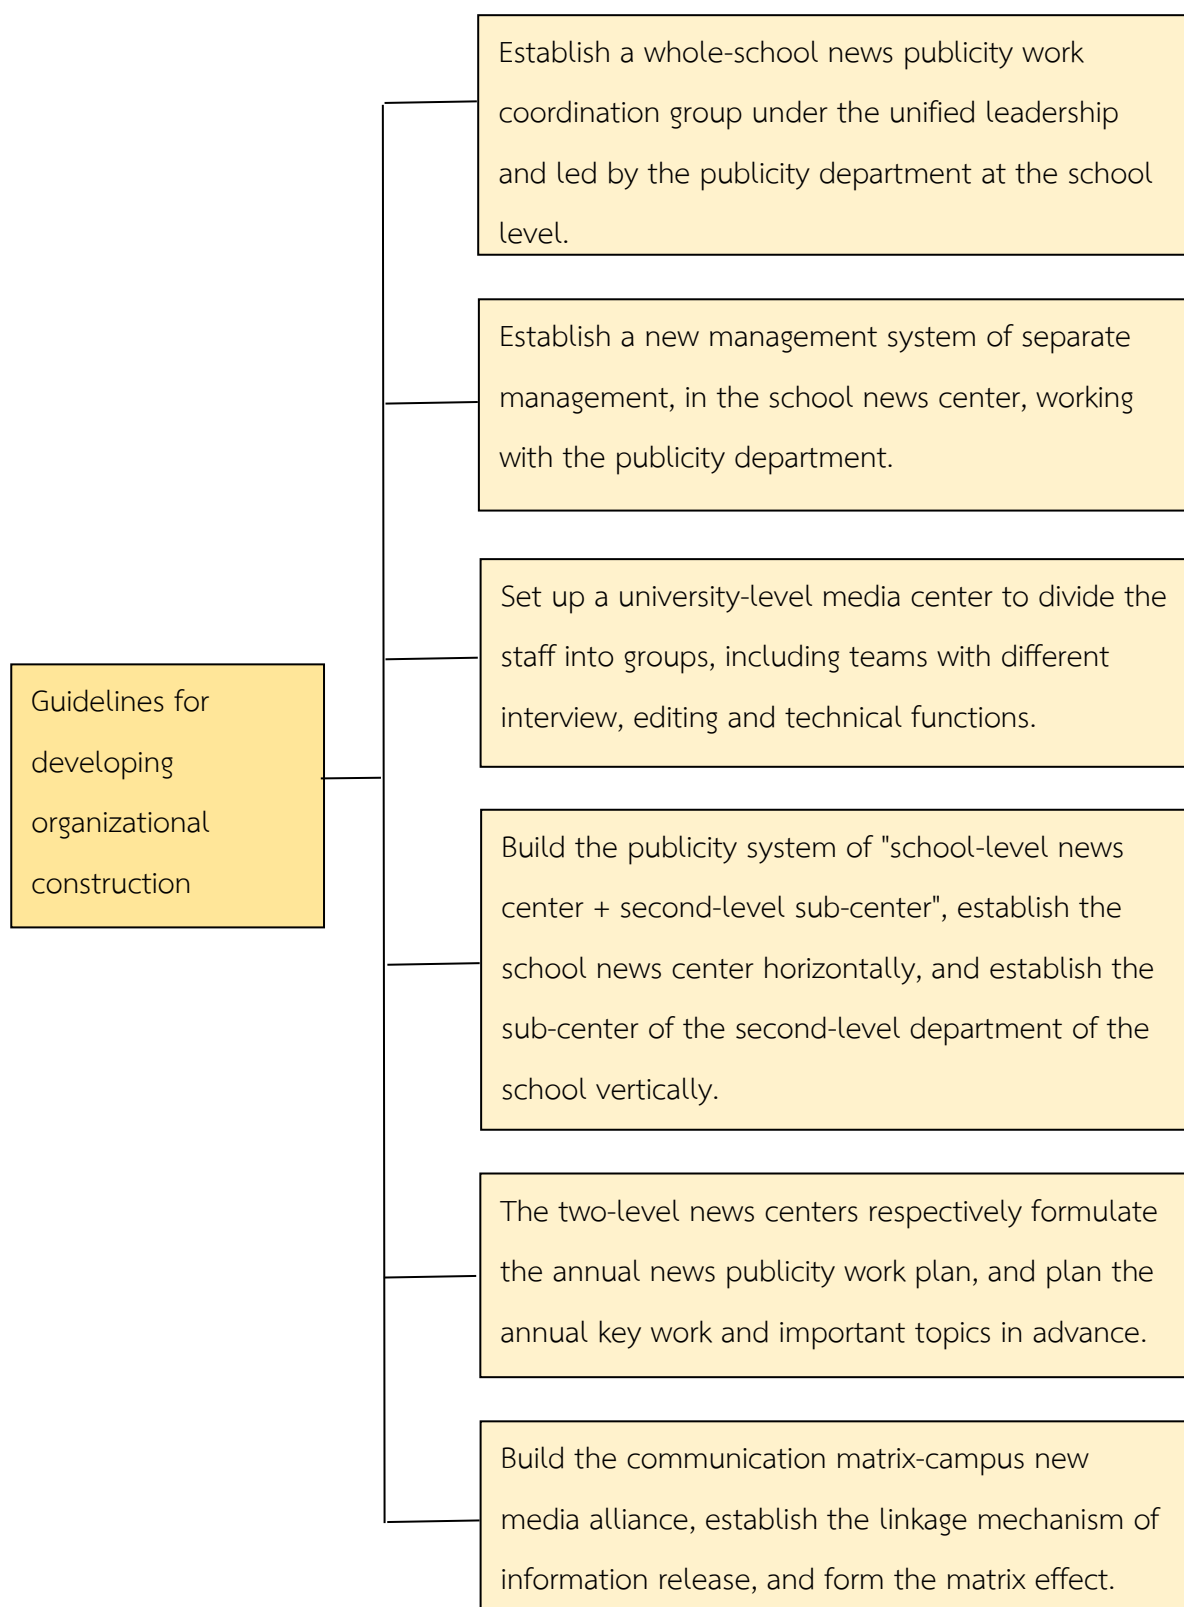 Establish a whole-school news publicity work
coordination group under the unified leadership
and led by the publicity department at the school
level.
Establish a new management system of separate
management, in the school news center, working
with the publicity department.
Set up a university-level media center to divide the
staff into groups, including teams with different
interview, editing and technical functions.
Guidelines for
developing
organizational
construction
Build the publicity system of "school-level news
center + second-level sub-center", establish the
school news center horizontally, and establish the
sub-center of the second-level department of the
school vertically.
The two-level news centers respectively formulate
the annual news publicity work plan, and plan the
annual key work and important topics in advance.
Build the communication matrix-campus new
media alliance, establish the linkage mechanism of
information release, and form the matrix effect.